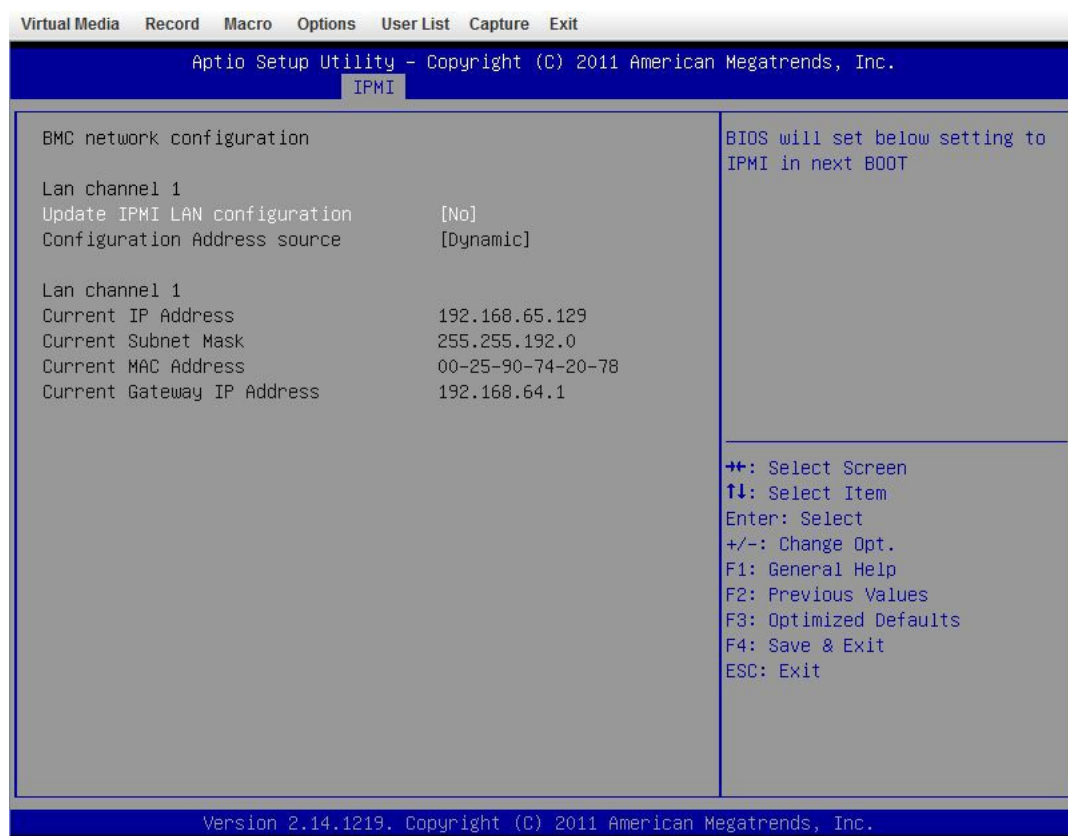 Virtual Media Record Macro Options User List Capture Exit
Aptio Setup Utility - Copyright (C) 2011 American Megatrends, Inc.
IPMI
BMC network configuration
Lan channel 1
Update IPMI LAN configuration [No]
Configuration Address source [Dynamic]
Lan channel 1
Current IP Address 192.168.65.129
Current Subnet Mask 255.255.192.0
Current MAC Address 00-25-90-74-20-78
Current Gateway IP Address 192.168.64.1
BIOS will set below setting to
IPMI in next BOOT
→←: Select Screen
↑↓: Select Item
Enter: Select
+/-: Change Opt.
F1: General Help
F2: Previous Values
F3: Optimized Defaults
F4: Save & Exit
ESC: Exit
Version 2.14.1219. Copyright (C) 2011 American Megatrends, Inc.